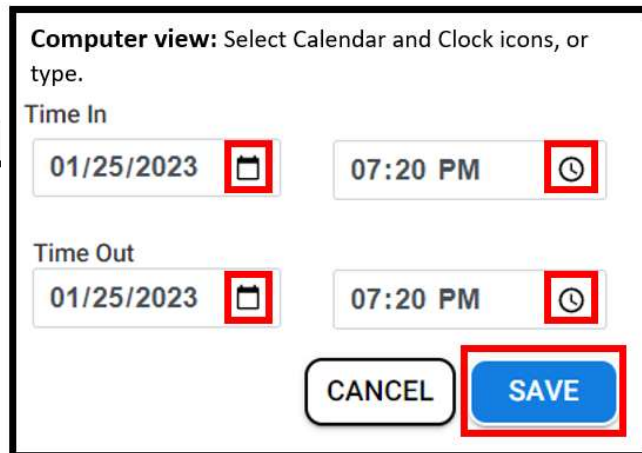 Computer view: Select Calendar and Clock icons, or
type.
Time In
01/25/2023 07:20 PM
Time Out
01/25/2023 07:20 PM
CANCEL SAVE